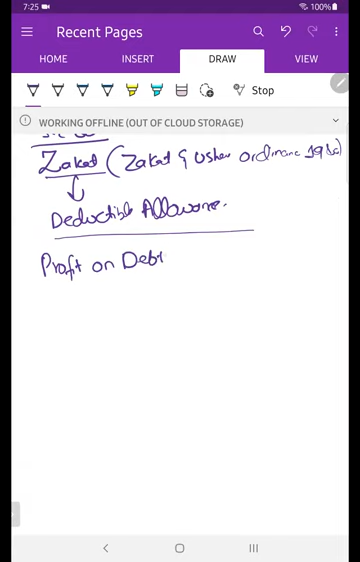 7:25 100%
Recent Pages
HOME INSERT DRAW VIEW
Stop
WORKING OFFLINE (OUT OF CLOUD STORAGE)
Zakat (Zakat & Usher ordinance 1980)
Deductible Allowance.
Profit on Debt